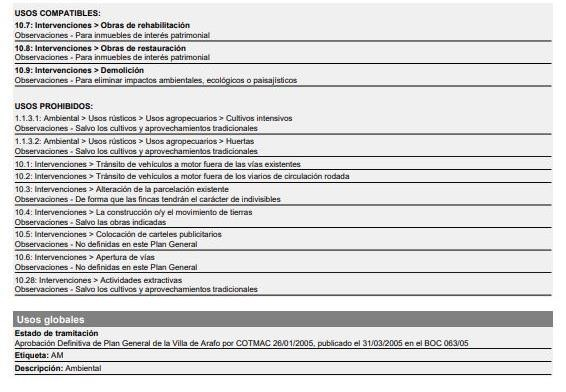 USOS COMPATIBLES:
10.7: Intervenciones > Obras de rehabilitación
Observaciones - Para inmuebles de interés patrimonial
10.8: Intervenciones > Obras de restauración
Observaciones - Para inmuebles de interés patrimonial
10.9: Intervenciones > Demolición
Observaciones - Para eliminar impactos ambientales, ecológicos o paisajísticos
USOS PROHIBIDOS:
1.1.3.1: Ambiental > Usos rústicos > Usos agropecuarios > Cultivos intensivos
Observaciones - Salvo los cultivos y aprovechamientos tradicionales
1.1.3.2: Ambiental > Usos rústicos > Usos agropecuarios > Huertas
Observaciones - Salvo los cultivos y aprovechamientos tradicionales
10.1: Intervenciones > Tránsito de vehículos a motor fuera de las vías existentes
10.2: Intervenciones > Tránsito de vehículos a motor fuera de los viarios de circulación rodada
10.3: Intervenciones > Alteración de la parcelación existente
Observaciones - De forma que las fincas tendrán el carácter de indivisibles
10.4: Intervenciones > La construcción o/y el movimiento de tierras
Observaciones - Salvo las obras indicadas
10.5: Intervenciones > Colocación de carteles publicitarios
Observaciones - No definidas en este Plan General
10.6: Intervenciones > Apertura de vías
Observaciones - No definidas en este Plan General
10.28: Intervenciones > Actividades extractivas
Observaciones - Salvo los cultivos y aprovechamientos tradicionales
Usos globales
Estado de tramitación
Aprobación Definitiva de Plan General de la Villa de Arafo por COTMAC 26/01/2005, publicado el 31/03/2005 en el BOC 063/05
Etiqueta: AM
Descripción: Ambiental